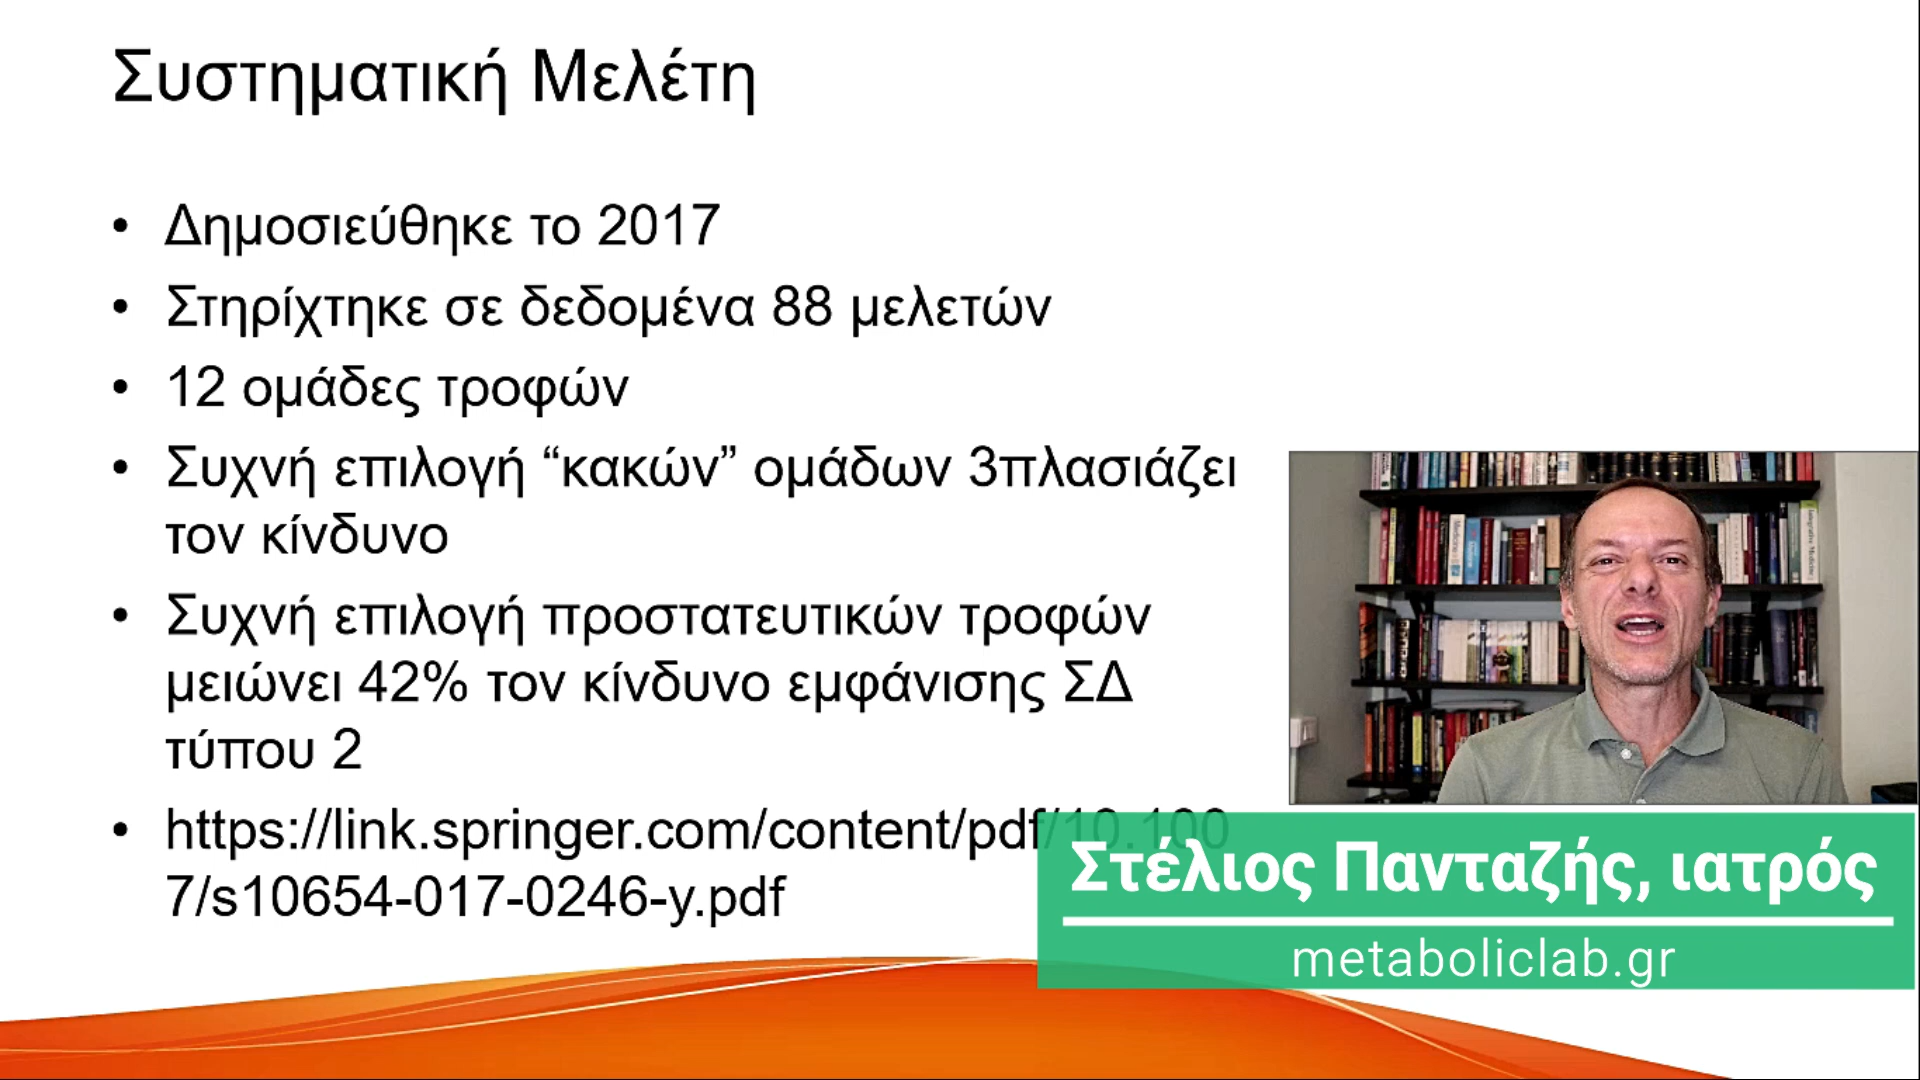 Συστηματική Μελέτη
• Δημοσιεύθηκε το 2017
• Στηρίχτηκε σε δεδομένα 88 μελετών
• 12 ομάδες τροφών
• Συχνή επιλογή “κακών” ομάδων 3πλασιάζει
τον κίνδυνο
• Συχνή επιλογή προστατευτικών τροφών
μειώνει 42% τον κίνδυνο εμφάνισης ΣΔ
τύπου 2
• https://link.springer.com/content/pdf/10.100
7/s10654-017-0246-y.pdf
Στέλιος Πανταζής, ιατρός
metaboliclab.gr